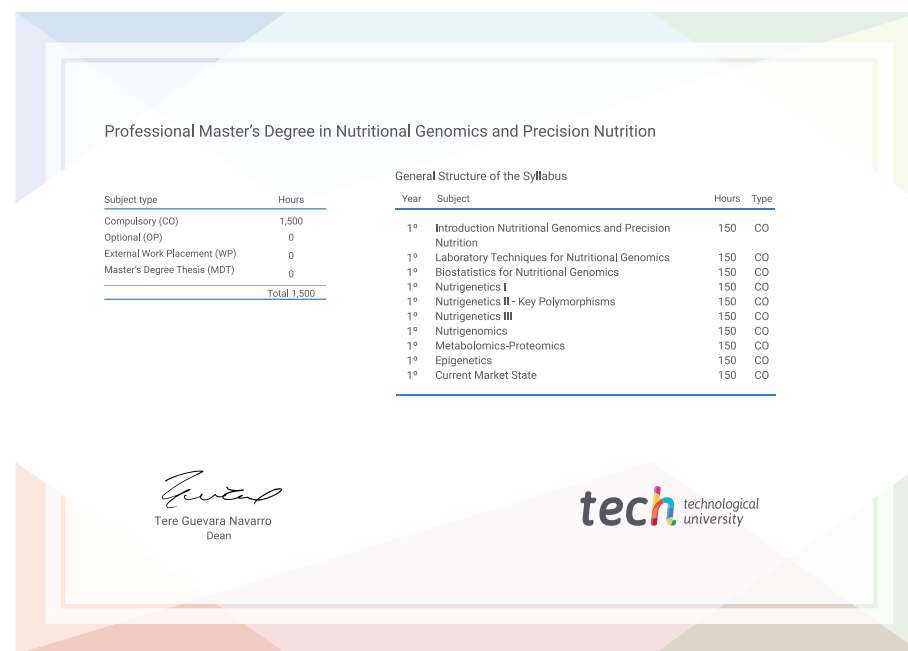 Professional Master's Degree in Nutritional Genomics and Precision Nutrition
Subject type Hours
Compulsory (CO) 1,500
Optional (OP) 0
External Work Placement (WP) 0
Master's Degree Thesis (MDT) 0
Total 1,500
General Structure of the Syllabus
Year Subject Hours Type
1º Introduction Nutritional Genomics and Precision 150 CO
Nutrition
1º Laboratory Techniques for Nutritional Genomics 150 CO
1º Biostatistics for Nutritional Genomics 150 CO
1º Nutrigenetics I 150 CO
1º Nutrigenetics II - Key Polymorphisms 150 CO
1º Nutrigenetics III 150 CO
1º Nutrigenomics 150 CO
1º Metabolomics-Proteomics 150 CO
1º Epigenetics 150 CO
1º Current Market State 150 CO
Tere Guevara Navarro
Dean
tech technological
university